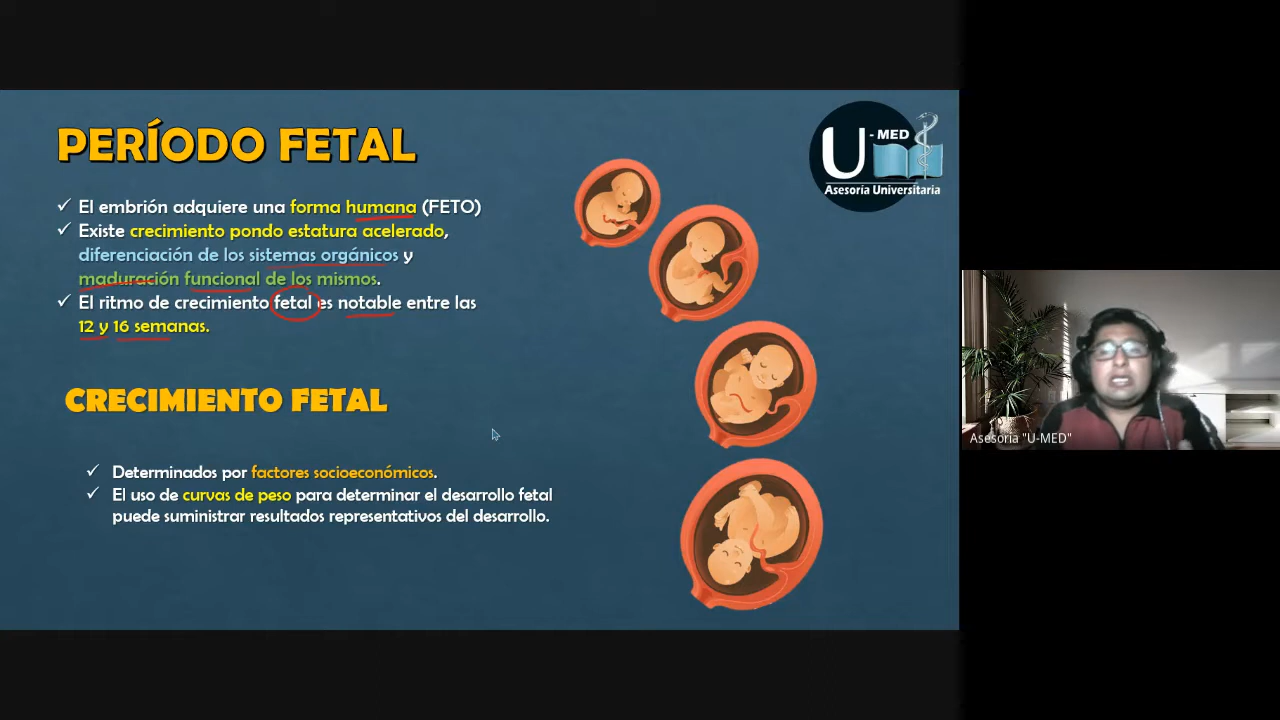 PERÍODO FETAL
U-MED
Asesoría Universitaria
El embrión adquiere una forma humana (FETO)
Existe crecimiento pondo estatura acelerado,
diferenciación de los sistemas orgánicos y
maduración funcional de los mismos.
El ritmo de crecimiento fetal es notable entre las
12 y 16 semanas.
CRECIMIENTO FETAL
Determinados por factores socioeconómicos.
El uso de curvas de peso para determinar el desarrollo fetal
puede suministrar resultados representativos del desarrollo.
Asesoría "U-MED"